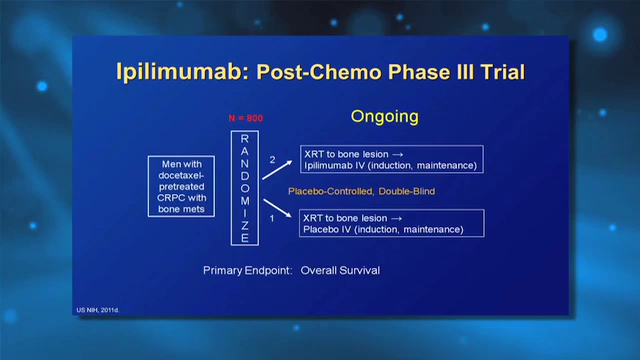 Ipilimumab: Post-Chemo Phase III Trial
N = 800
Ongoing
Men with
docetaxel-
pretreated
CRPC with
bone mets
R
A
N
D
O
M
I
Z
E
2
XRT to bone lesion →
Ipilimumab IV (induction, maintenance)
Placebo-Controlled, Double-Blind
1
XRT to bone lesion →
Placebo IV (induction, maintenance)
Primary Endpoint: Overall Survival
US NIH, 2011d.